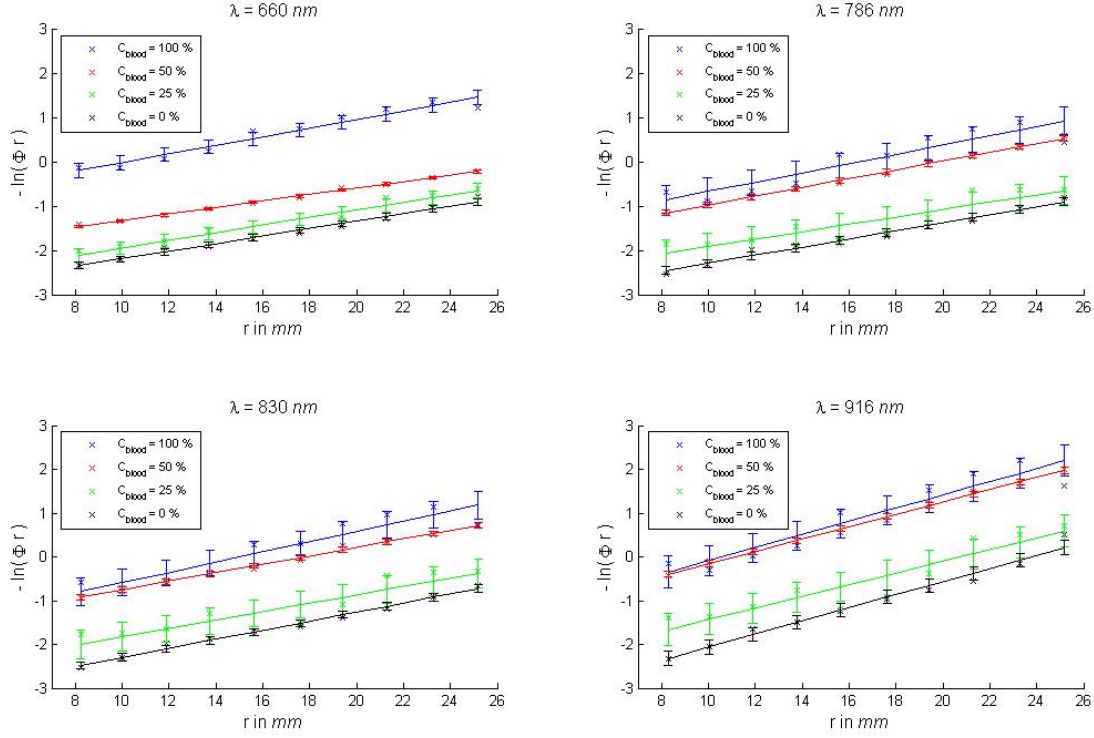 λ = 660 nm
C_blood = 100 %
C_blood = 50 %
C_blood = 25 %
C_blood = 0 %
- ln(Φ r)
3
2
1
0
-1
-2
-3
8 10 12 14 16 18 20 22 24 26
r in mm
λ = 786 nm
C_blood = 100 %
C_blood = 50 %
C_blood = 25 %
C_blood = 0 %
- ln(Φ r)
3
2
1
0
-1
-2
-3
8 10 12 14 16 18 20 22 24 26
r in mm
λ = 830 nm
C_blood = 100 %
C_blood = 50 %
C_blood = 25 %
C_blood = 0 %
- ln(Φ r)
3
2
1
0
-1
-2
-3
8 10 12 14 16 18 20 22 24 26
r in mm
λ = 916 nm
C_blood = 100 %
C_blood = 50 %
C_blood = 25 %
C_blood = 0 %
- ln(Φ r)
3
2
1
0
-1
-2
-3
8 10 12 14 16 18 20 22 24 26
r in mm